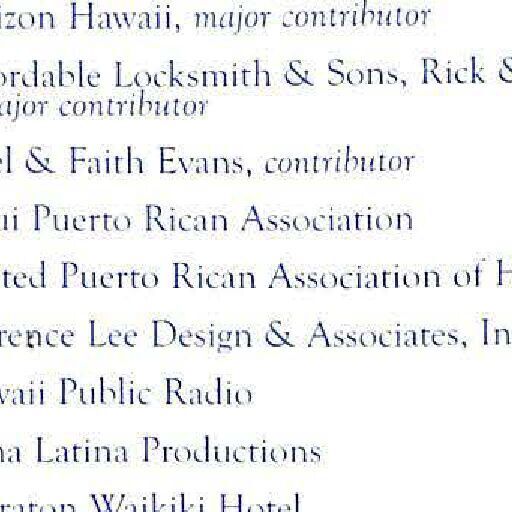 izon Hawaii, major contributor
ordable Locksmith & Sons, Rick &
ajor contributor
el & Faith Evans, contributor
ui Puerto Rican Association
ted Puerto Rican Association of H
rence Lee Design & Associates, In
waii Public Radio
na Latina Productions
raton Waikiki Hotel